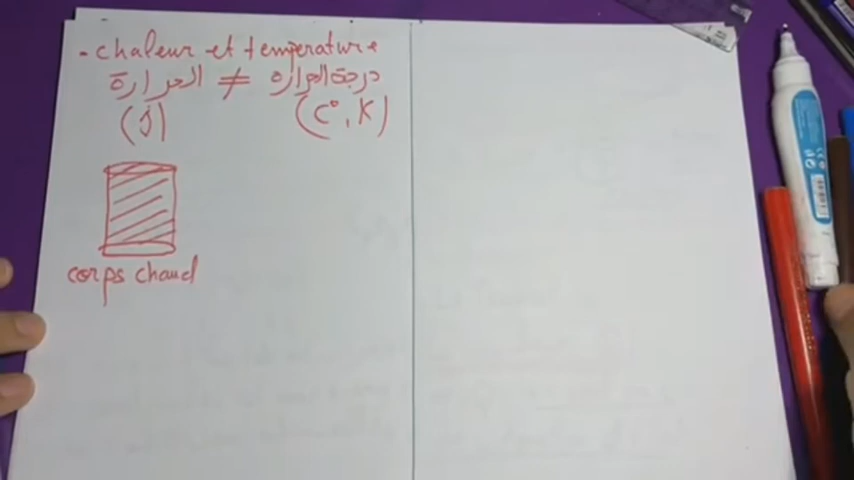 - chaleur et température
الحرارة ≠ درجة الحرارة
(J) (C°, K)
corps chaud